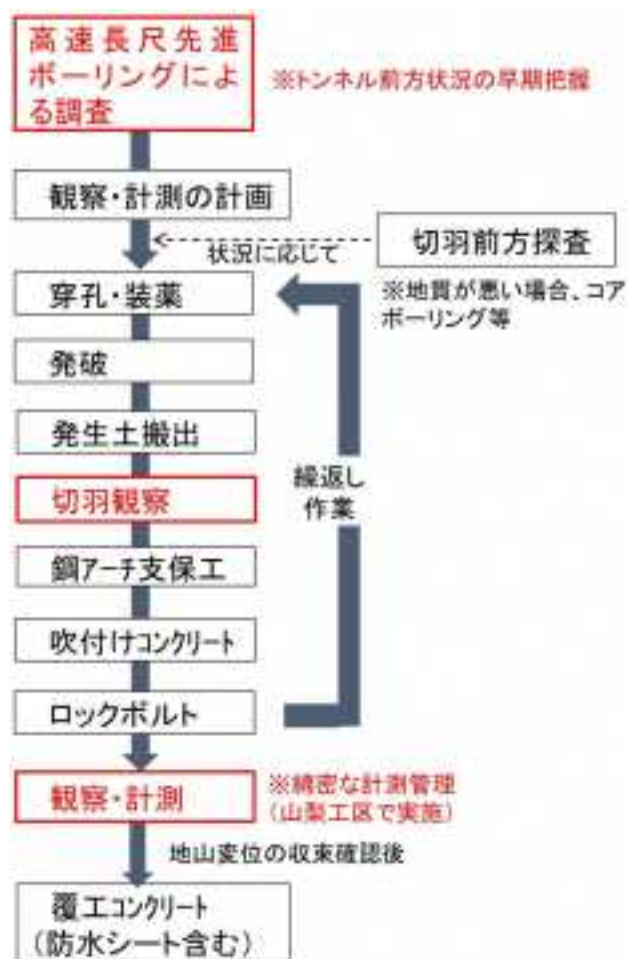 高速長尺先進
ボーリングによ
る調査
※トンネル前方状況の早期把握
観察・計測の計画
状況に応じて
切羽前方探査
※地質が悪い場合、コア
ボーリング等
穿孔・装薬
発破
発生土搬出
切羽観察
繰返し
作業
鋼アーチ支保工
吹付けコンクリート
ロックボルト
観察・計測
※綿密な計測管理
(山梨工区で実施)
地山変位の収束確認後
覆工コンクリート
(防水シート含む)